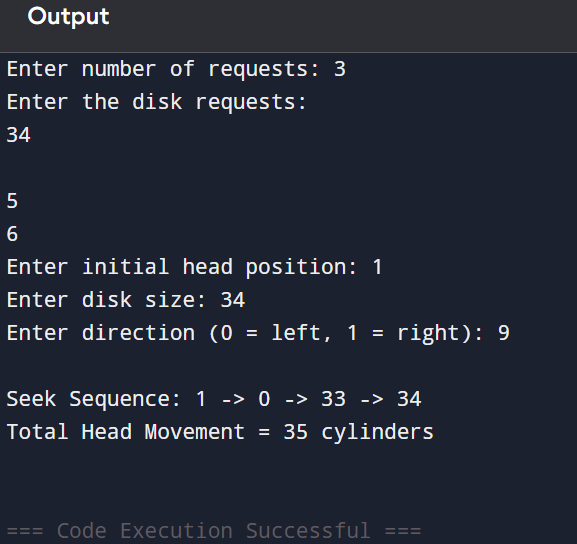 Output
Enter number of requests: 3
Enter the disk requests:
34
5
6
Enter initial head position: 1
Enter disk size: 34
Enter direction (0 = left, 1 = right): 9
Seek Sequence: 1 -> 0 -> 33 -> 34
Total Head Movement = 35 cylinders
=== Code Execution Successful ===